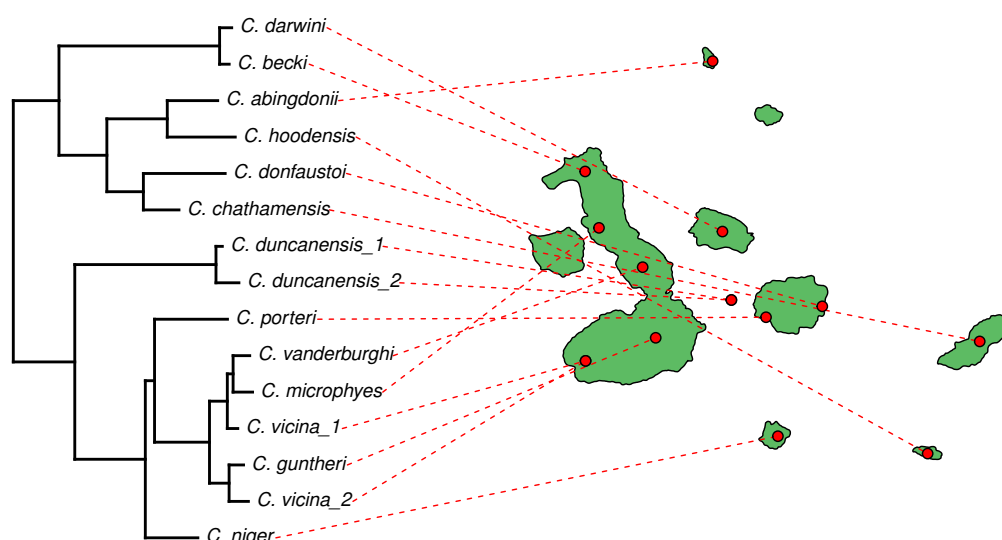 C. darwini
C. becki
C. abingdonii
C. hoodensis
C. donfaustoi
C. chathamensis
C. duncanensis_1
C. duncanensis_2
C. porteri
C. vanderburghi
C. microphyes
C. vicina_1
C. guntheri
C. vicina_2
C. niger